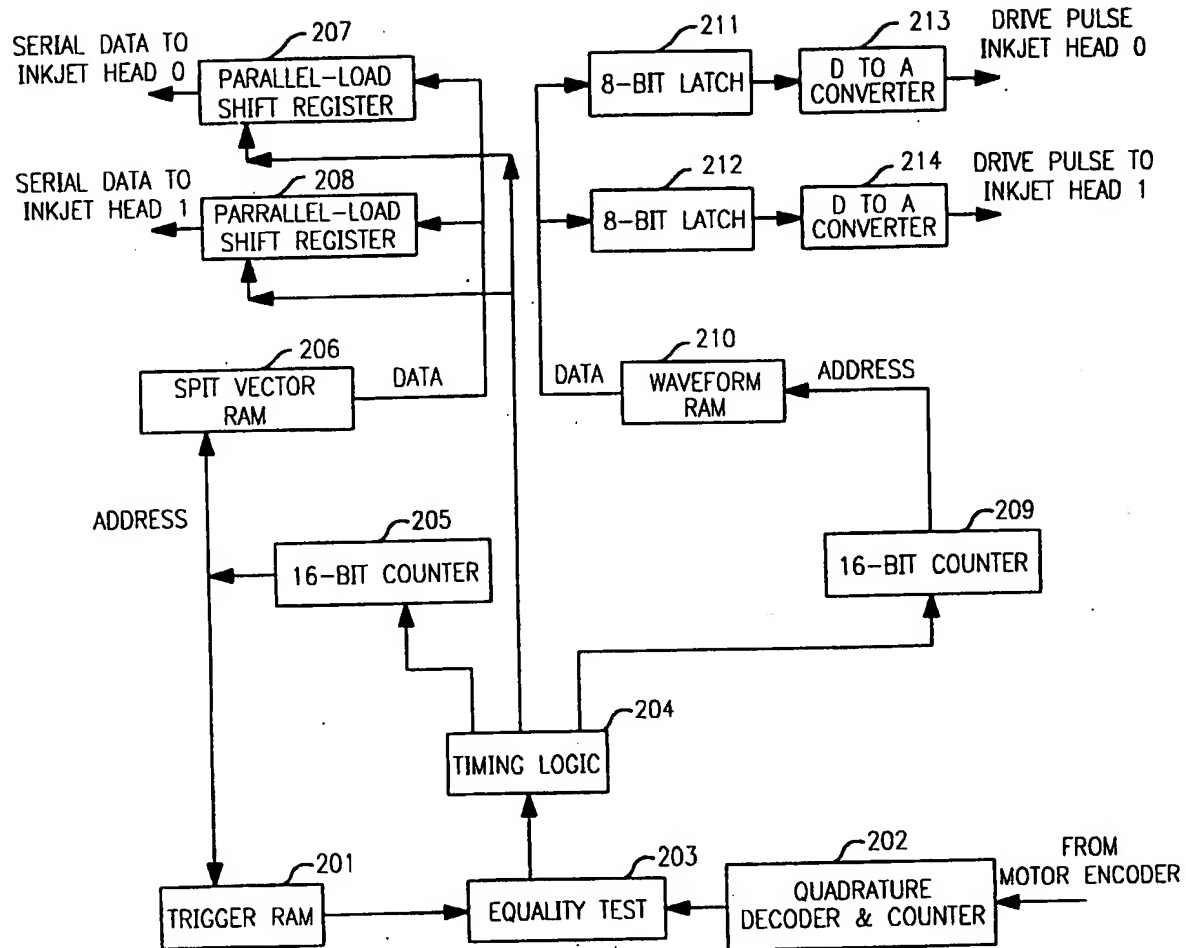 SERIAL DATA TO
INKJET HEAD 0
207
PARALLEL-LOAD
SHIFT REGISTER
211
8-BIT LATCH
213
D TO A
CONVERTER
DRIVE PULSE
INKJET HEAD 0
SERIAL DATA TO
INKJET HEAD 1
208
PARRALLEL-LOAD
SHIFT REGISTER
212
8-BIT LATCH
214
D TO A
CONVERTER
DRIVE PULSE TO
INKJET HEAD 1
206
SPIT VECTOR
RAM
DATA
DATA
210
WAVEFORM
RAM
ADDRESS
ADDRESS
205
16-BIT COUNTER
209
16-BIT COUNTER
204
TIMING LOGIC
201
TRIGGER RAM
203
EQUALITY TEST
202
QUADRATURE
DECODER & COUNTER
FROM
MOTOR ENCODER